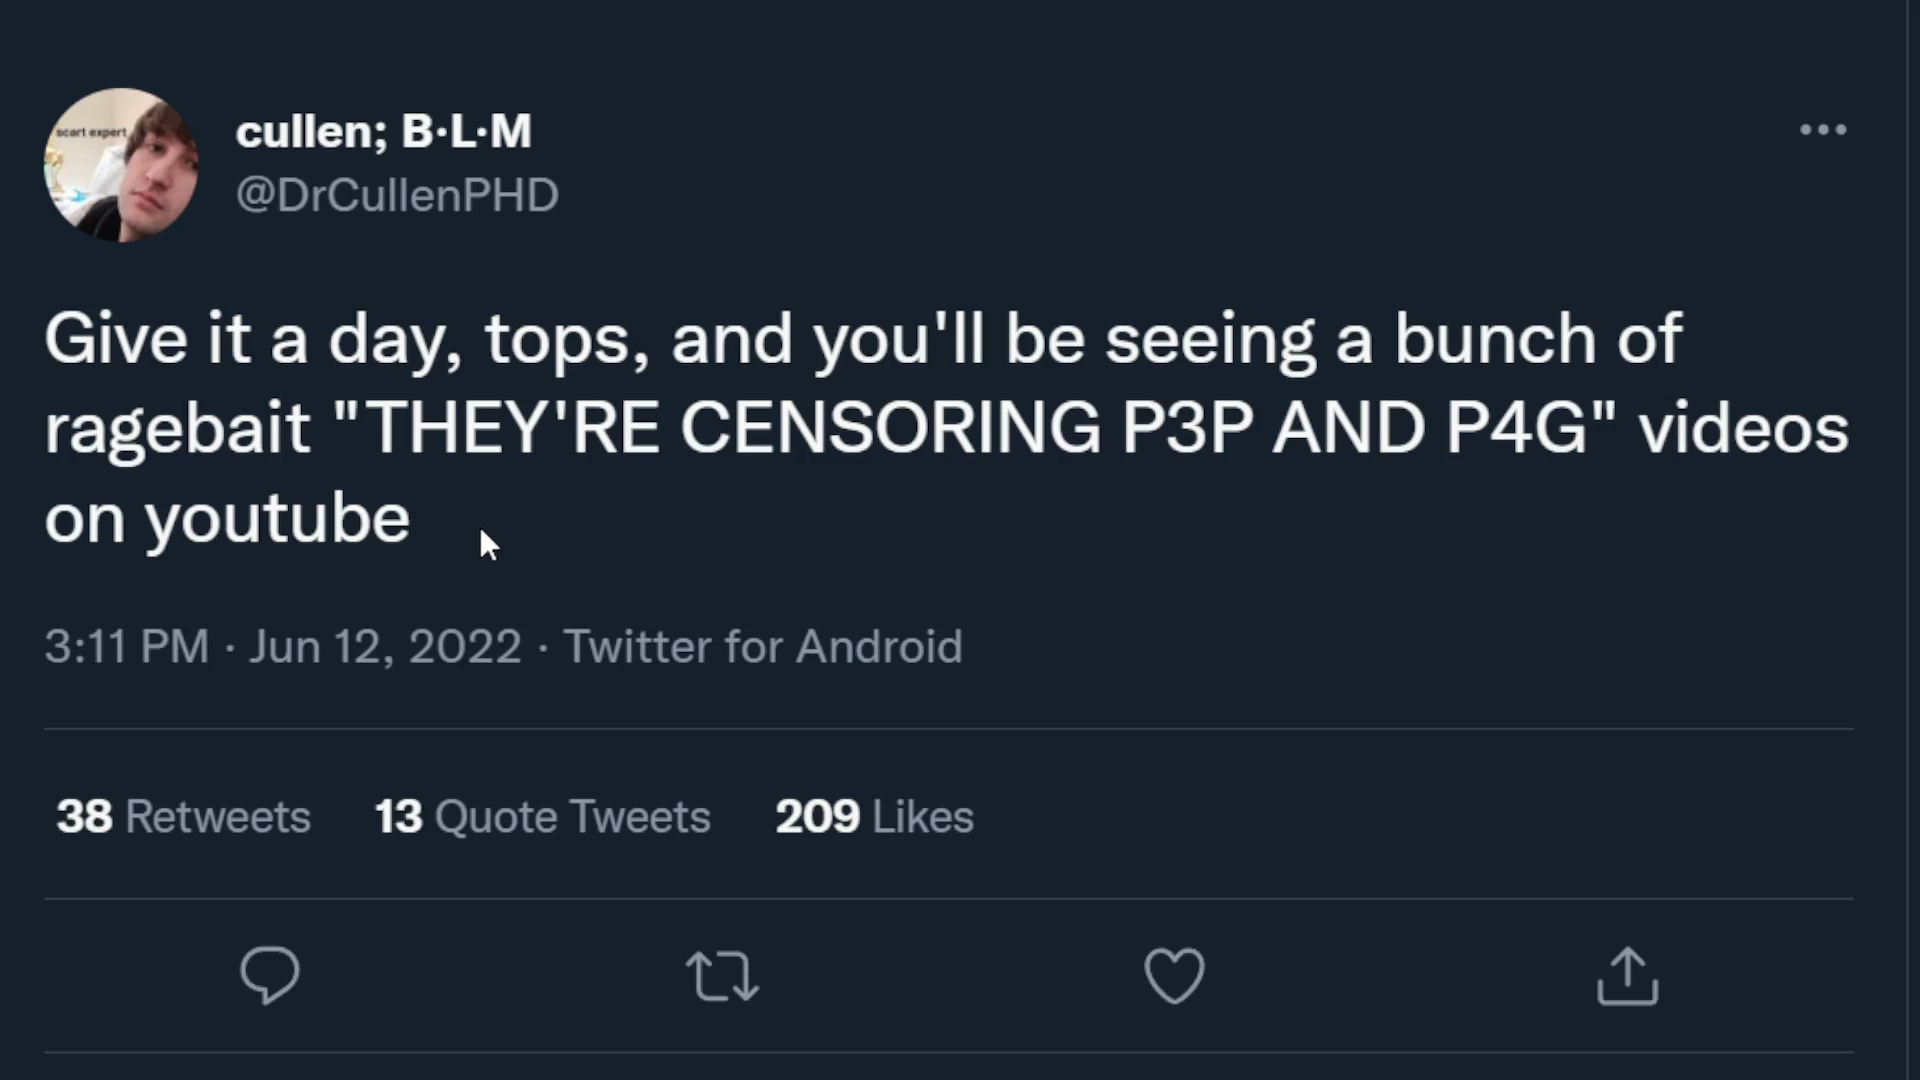 scart expert
cullen; B·L·M
@DrCullenPHD
Give it a day, tops, and you'll be seeing a bunch of
ragebait "THEY'RE CENSORING P3P AND P4G" videos
on youtube
3:11 PM · Jun 12, 2022 · Twitter for Android
38 Retweets 13 Quote Tweets 209 Likes